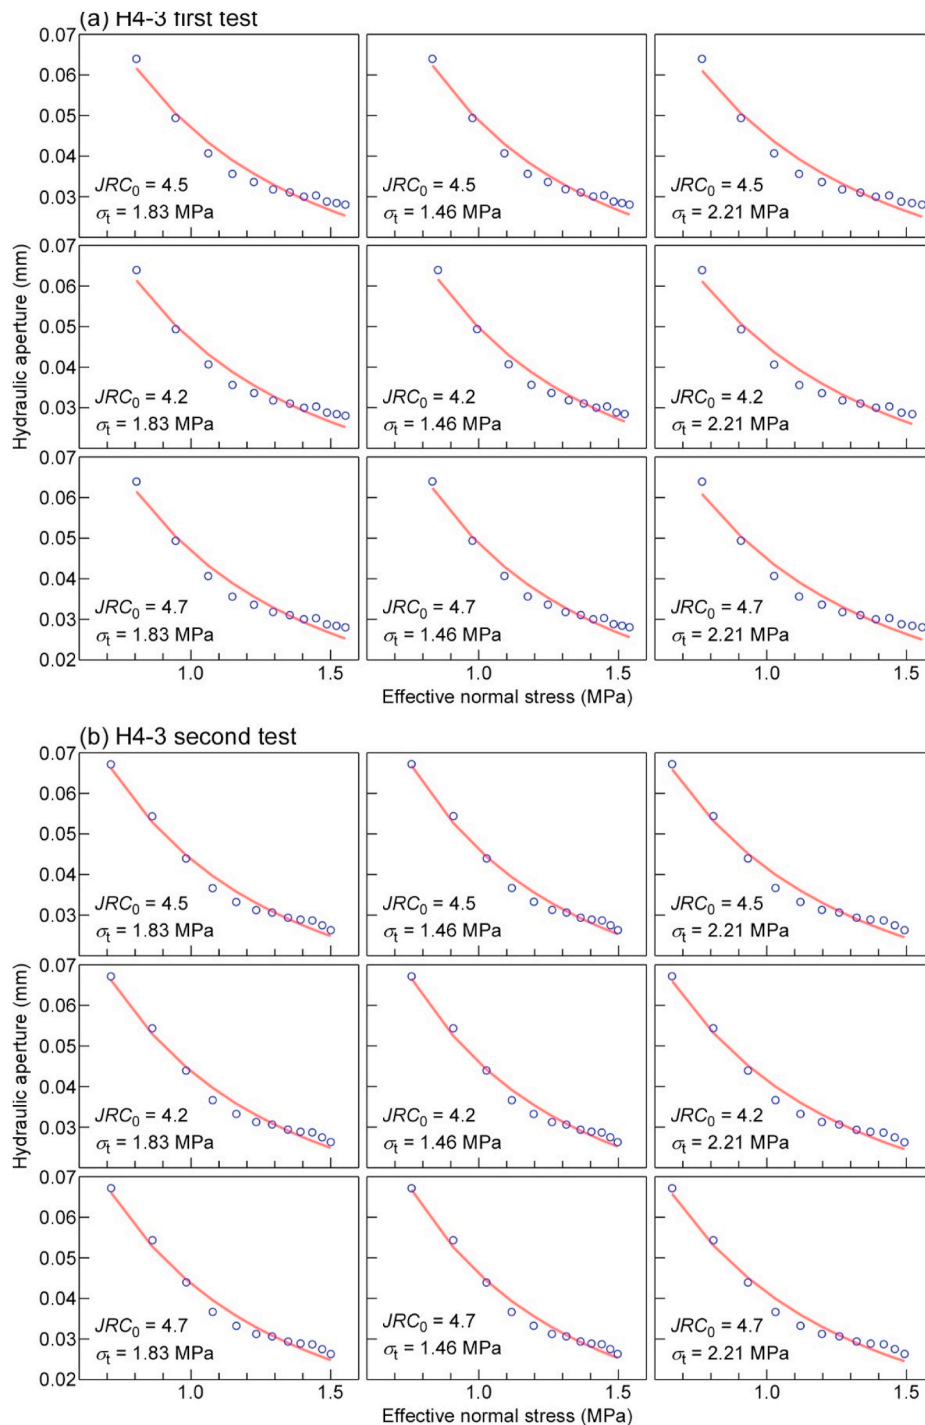 (a) H4-3 first test
0.07
0.06
0.05
0.04
0.03
JRC0 = 4.5
σt = 1.83 MPa
JRC0 = 4.5
σt = 1.46 MPa
JRC0 = 4.5
σt = 2.21 MPa
0.07
0.06
0.05
0.04
0.03
Hydraulic aperture (mm)
JRC0 = 4.2
σt = 1.83 MPa
JRC0 = 4.2
σt = 1.46 MPa
JRC0 = 4.2
σt = 2.21 MPa
0.07
0.06
0.05
0.04
0.03
0.02
JRC0 = 4.7
σt = 1.83 MPa
JRC0 = 4.7
σt = 1.46 MPa
JRC0 = 4.7
σt = 2.21 MPa
1.0 1.5 1.0 1.5 1.0 1.5
Effective normal stress (MPa)
(b) H4-3 second test
0.07
0.06
0.05
0.04
0.03
JRC0 = 4.5
σt = 1.83 MPa
JRC0 = 4.5
σt = 1.46 MPa
JRC0 = 4.5
σt = 2.21 MPa
0.07
0.06
0.05
0.04
0.03
Hydraulic aperture (mm)
JRC0 = 4.2
σt = 1.83 MPa
JRC0 = 4.2
σt = 1.46 MPa
JRC0 = 4.2
σt = 2.21 MPa
0.07
0.06
0.05
0.04
0.03
0.02
JRC0 = 4.7
σt = 1.83 MPa
JRC0 = 4.7
σt = 1.46 MPa
JRC0 = 4.7
σt = 2.21 MPa
1.0 1.5 1.0 1.5 1.0 1.5
Effective normal stress (MPa)